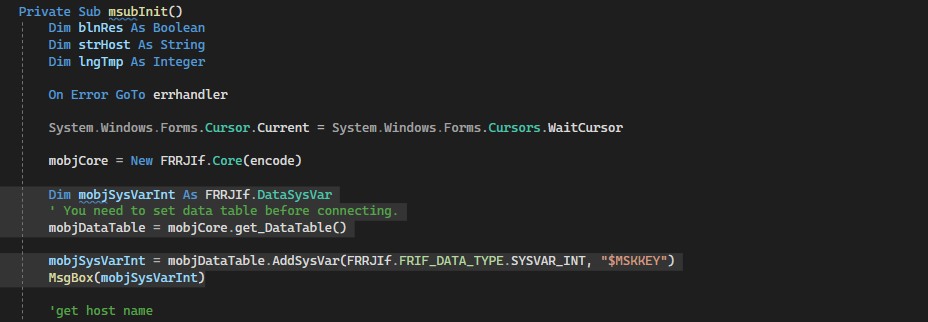 Private Sub msubInit()
Dim blnRes As Boolean
Dim strHost As String
Dim lngTmp As Integer
On Error GoTo errhandler
System.Windows.Forms.Cursor.Current = System.Windows.Forms.Cursors.WaitCursor
mobjCore = New FRRJIf.Core(encode)
Dim mobjSysVarInt As FRRJIf.DataSysVar
' You need to set data table before connecting.
mobjDataTable = mobjCore.get_DataTable()
mobjSysVarInt = mobjDataTable.AddSysVar(FRRJIf.FRIF_DATA_TYPE.SYSVAR_INT, "$MSKKEY")
MsgBox(mobjSysVarInt)
'get host name